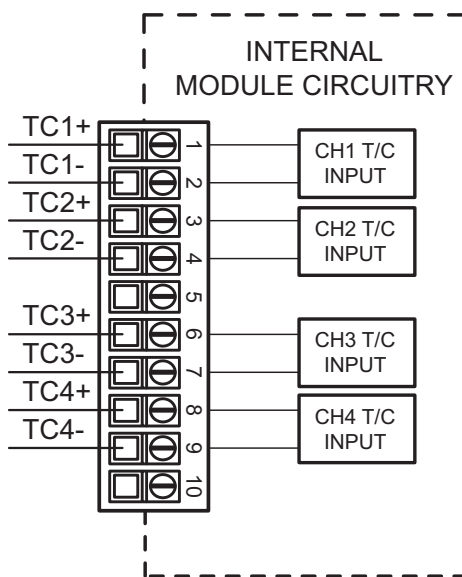 INTERNAL
MODULE CIRCUITRY
TC1+
1
CH1 T/C
INPUT
TC1-
2
TC2+
3
CH2 T/C
INPUT
TC2-
4
5
TC3+
6
CH3 T/C
INPUT
TC3-
7
TC4+
8
CH4 T/C
INPUT
TC4-
9
10